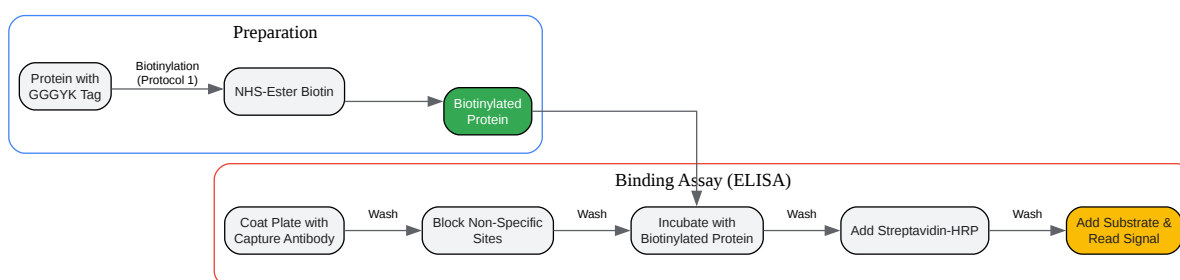 Preparation
Protein with
GGGYK Tag
Biotinylation
(Protocol 1)
NHS-Ester Biotin
Biotinylated
Protein
Binding Assay (ELISA)
Coat Plate with
Capture Antibody
Wash
Block Non-Specific
Sites
Wash
Incubate with
Biotinylated Protein
Wash
Add Streptavidin-HRP
Wash
Add Substrate &
Read Signal